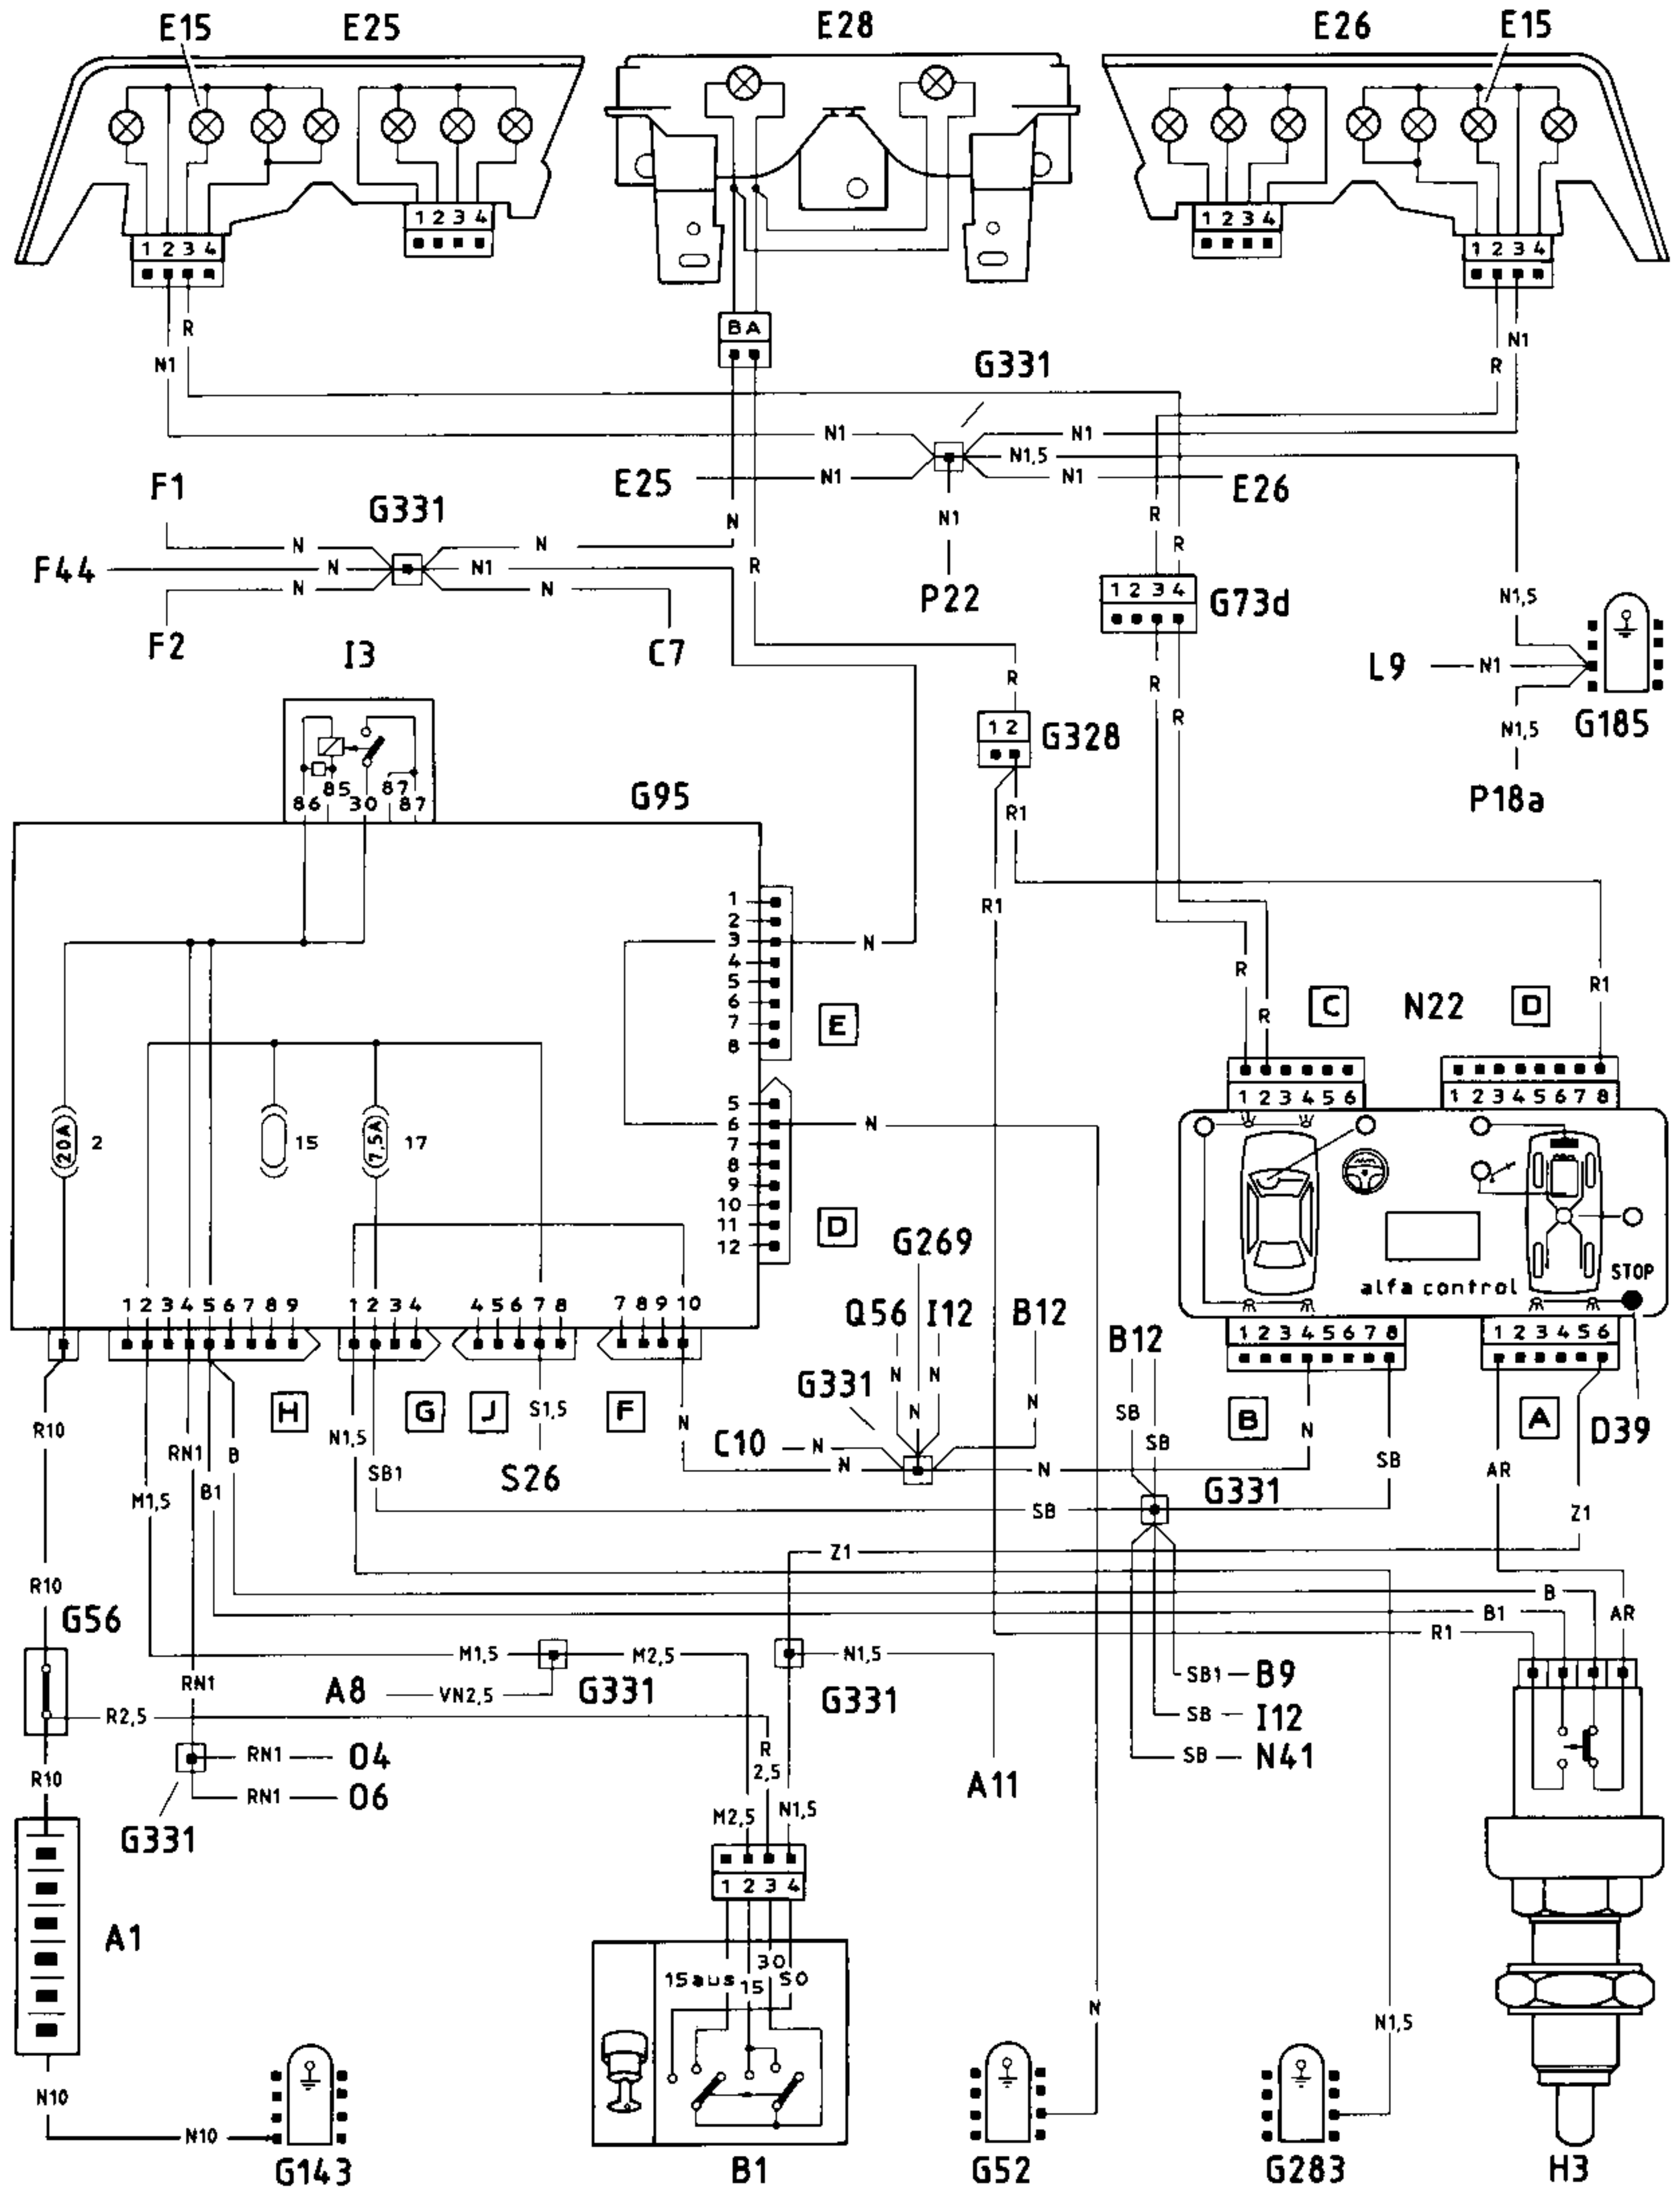 E15 E25 E28 E26 E15
1 2 3 4
1 2 3 4
1 2 3 4
1 2 3 4
R
N1
B A
N1
R
G331
N1 N1
N1,5
E25 N1 N1 E26
F1
G331
N
N1
R
R
N N
F44 N N1
R
N N
F2 C7
P22
1 2 3 4 G73d
N1,5
I3
L9 N1
R
R
R
G185
1 2 G328
N1,5
85 87
86 30 87
G95
R1
P18a
R1
1
2
3 N
4
5
6
7
8
E
R
R
C N22 D
R1
1 2 3 4 5 6
1 2 3 4 5 6 7 8
5
6 N
7
8
9
10
11
12
D
20A 2
15
7,5A 17
STOP
alfa control
G269
1 2 3 4 5 6 7 8 9
1 2 3 4
4 5 6 7 8
7 8 9 10
Q56 I12 B12
B12
1 2 3 4 5 6 7 8
1 2 3 4 5 6
N N
G331
N
N
H G J F
S1,5
R10
N1,5
RN1
B
N
SB
SB
B
N
A
D39
C10 N
N N
SB1
S26
SB
AR
M1,5
B1
G331
SB
Z1
Z1
R10
G56
B
B1
AR
R1
M1,5 M2,5
N1,5
RN1
A8 VN2,5 G331
G331
SB1 B9
R2,5
SB I12
R
2,5
RN1 O4
SB N41
R10
RN1 O6
A11
G331
M2,5
N1,5
1 2 3 4
A1
30
15aus 50
15
N
N1,5
N10
N10
G143 B1 G52 G283 H3